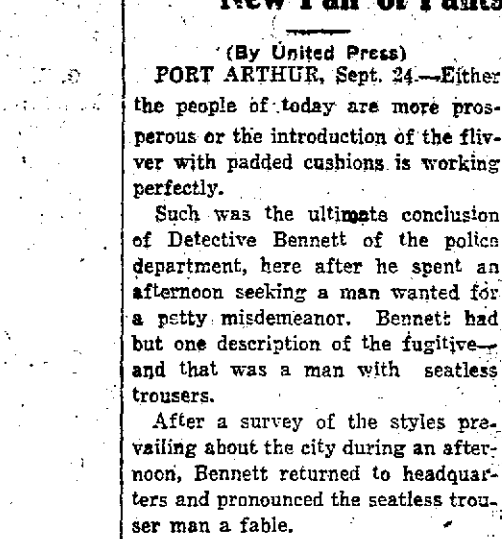 New Pair of Pants
(By United Press)
PORT ARTHUR, Sept. 24.—Either
the people of today are more pros-
perous or the introduction of the fliv-
ver with padded cushions is working
perfectly.
Such was the ultimate conclusion
of Detective Bennett of the police
department, here after he spent an
afternoon seeking a man wanted for
a petty misdemeanor. Bennett had
but one description of the fugitive—
and that was a man with seatless
trousers.
After a survey of the styles pre-
vailing about the city during an after-
noon, Bennett returned to headquar-
ters and pronounced the seatless trou-
ser man a fable.